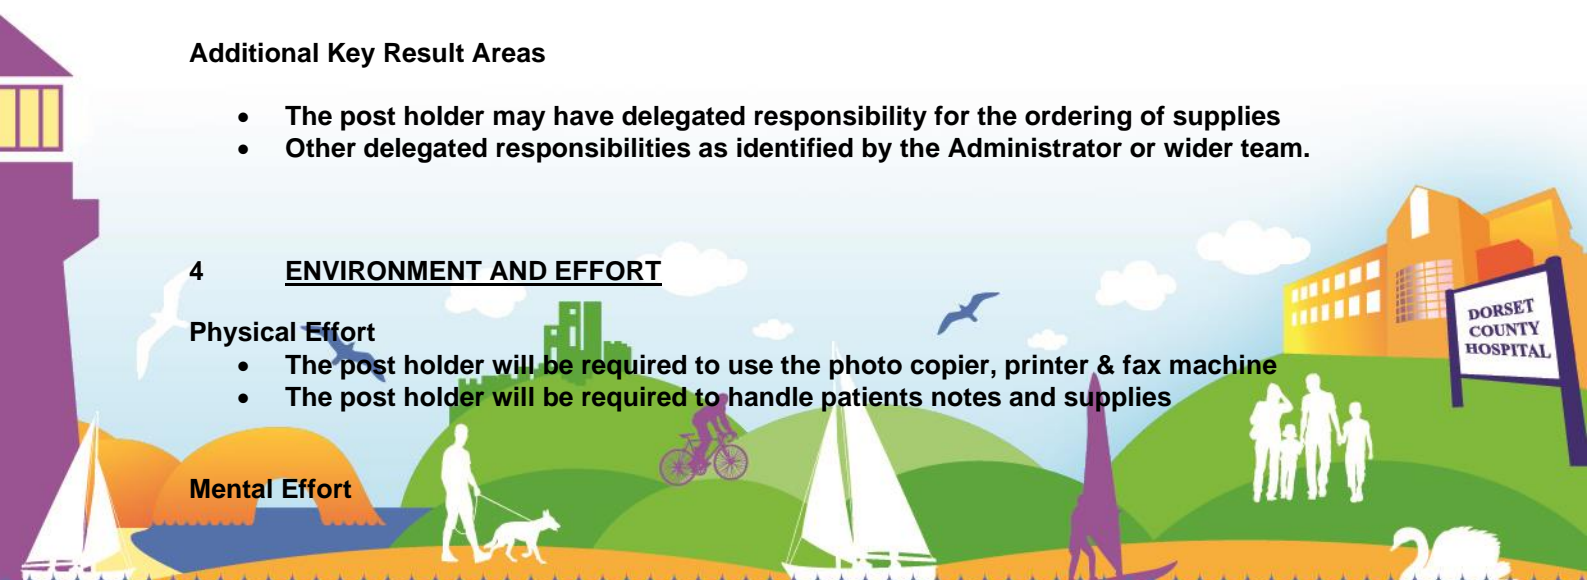 Additional Key Result Areas
• The post holder may have delegated responsibility for the ordering of supplies
• Other delegated responsibilities as identified by the Administrator or wider team.
4 ENVIRONMENT AND EFFORT
Physical Effort
• The post holder will be required to use the photo copier, printer & fax machine
• The post holder will be required to handle patients notes and supplies
Mental Effort
DORSET
COUNTY
HOSPITAL